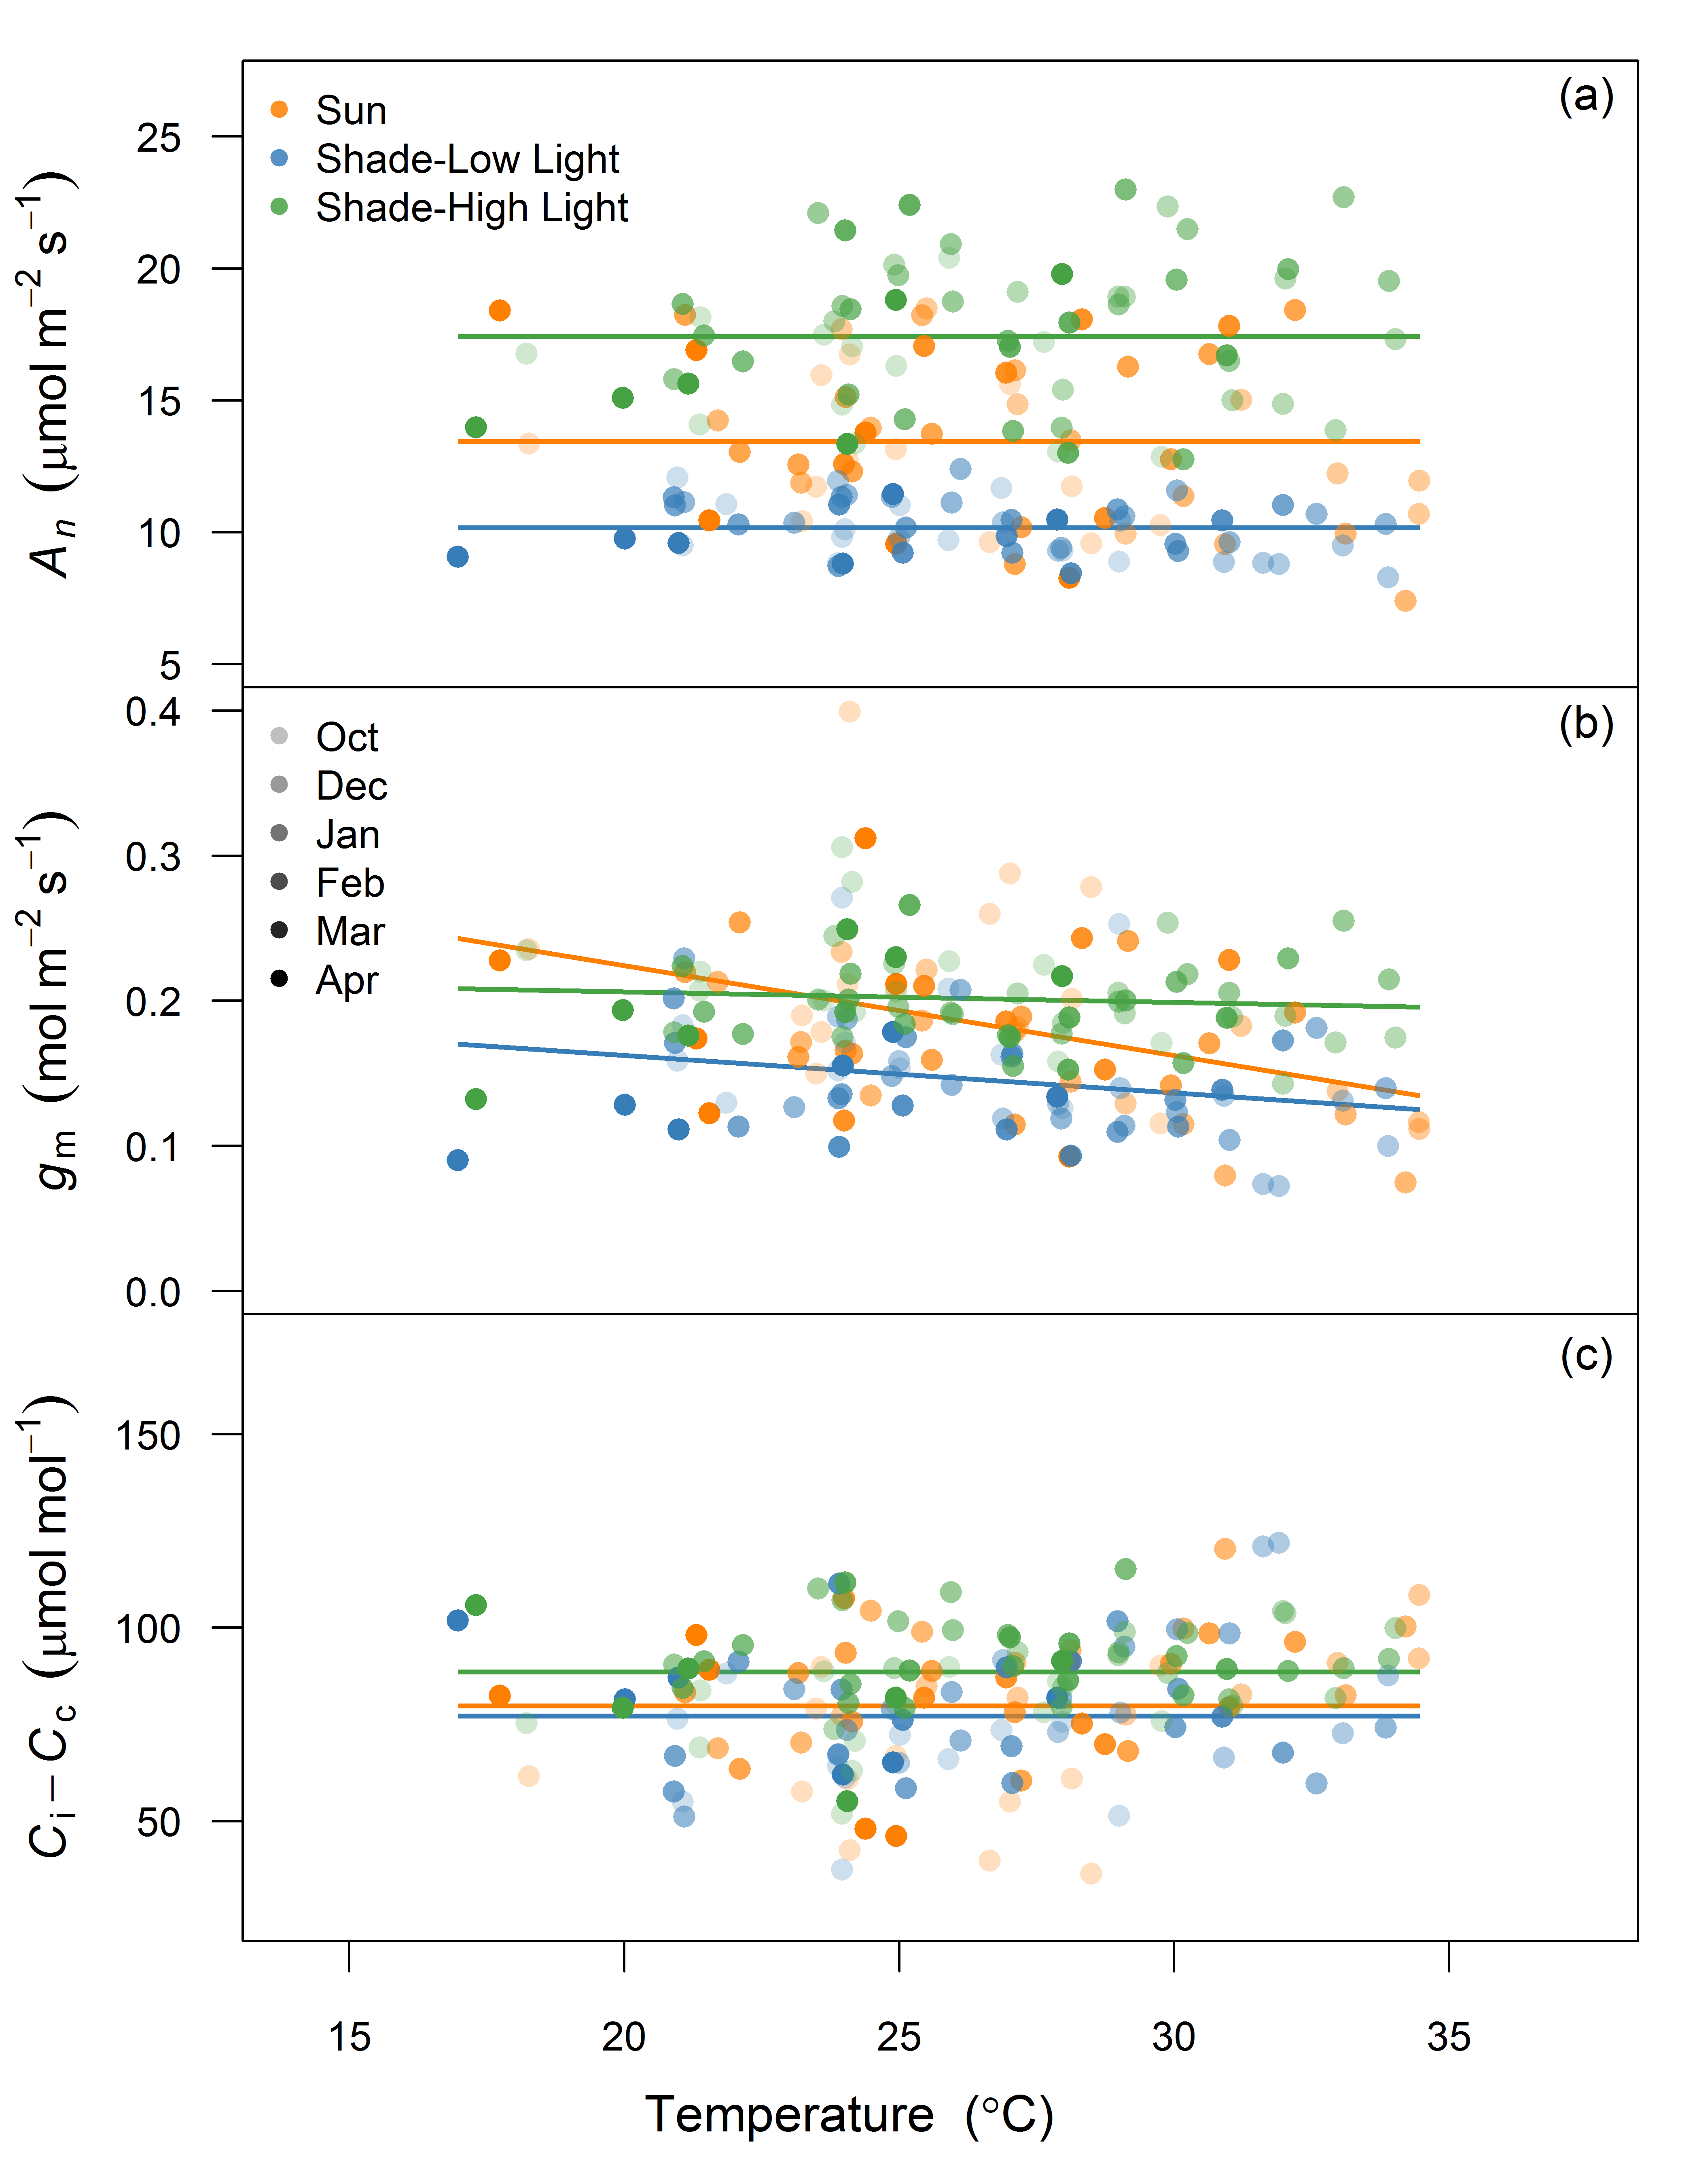 (a)
Sun
Shade-Low Light
Shade-High Light
25
20
15
10
5
An (μmol m−2 s−1)
(b)
Oct
Dec
Jan
Feb
Mar
Apr
0.4
0.3
0.2
0.1
0.0
gm (mol m−2 s−1)
(c)
150
100
50
Ci−Cc (μmol mol−1)
15 20 25 30 35
Temperature (°C)